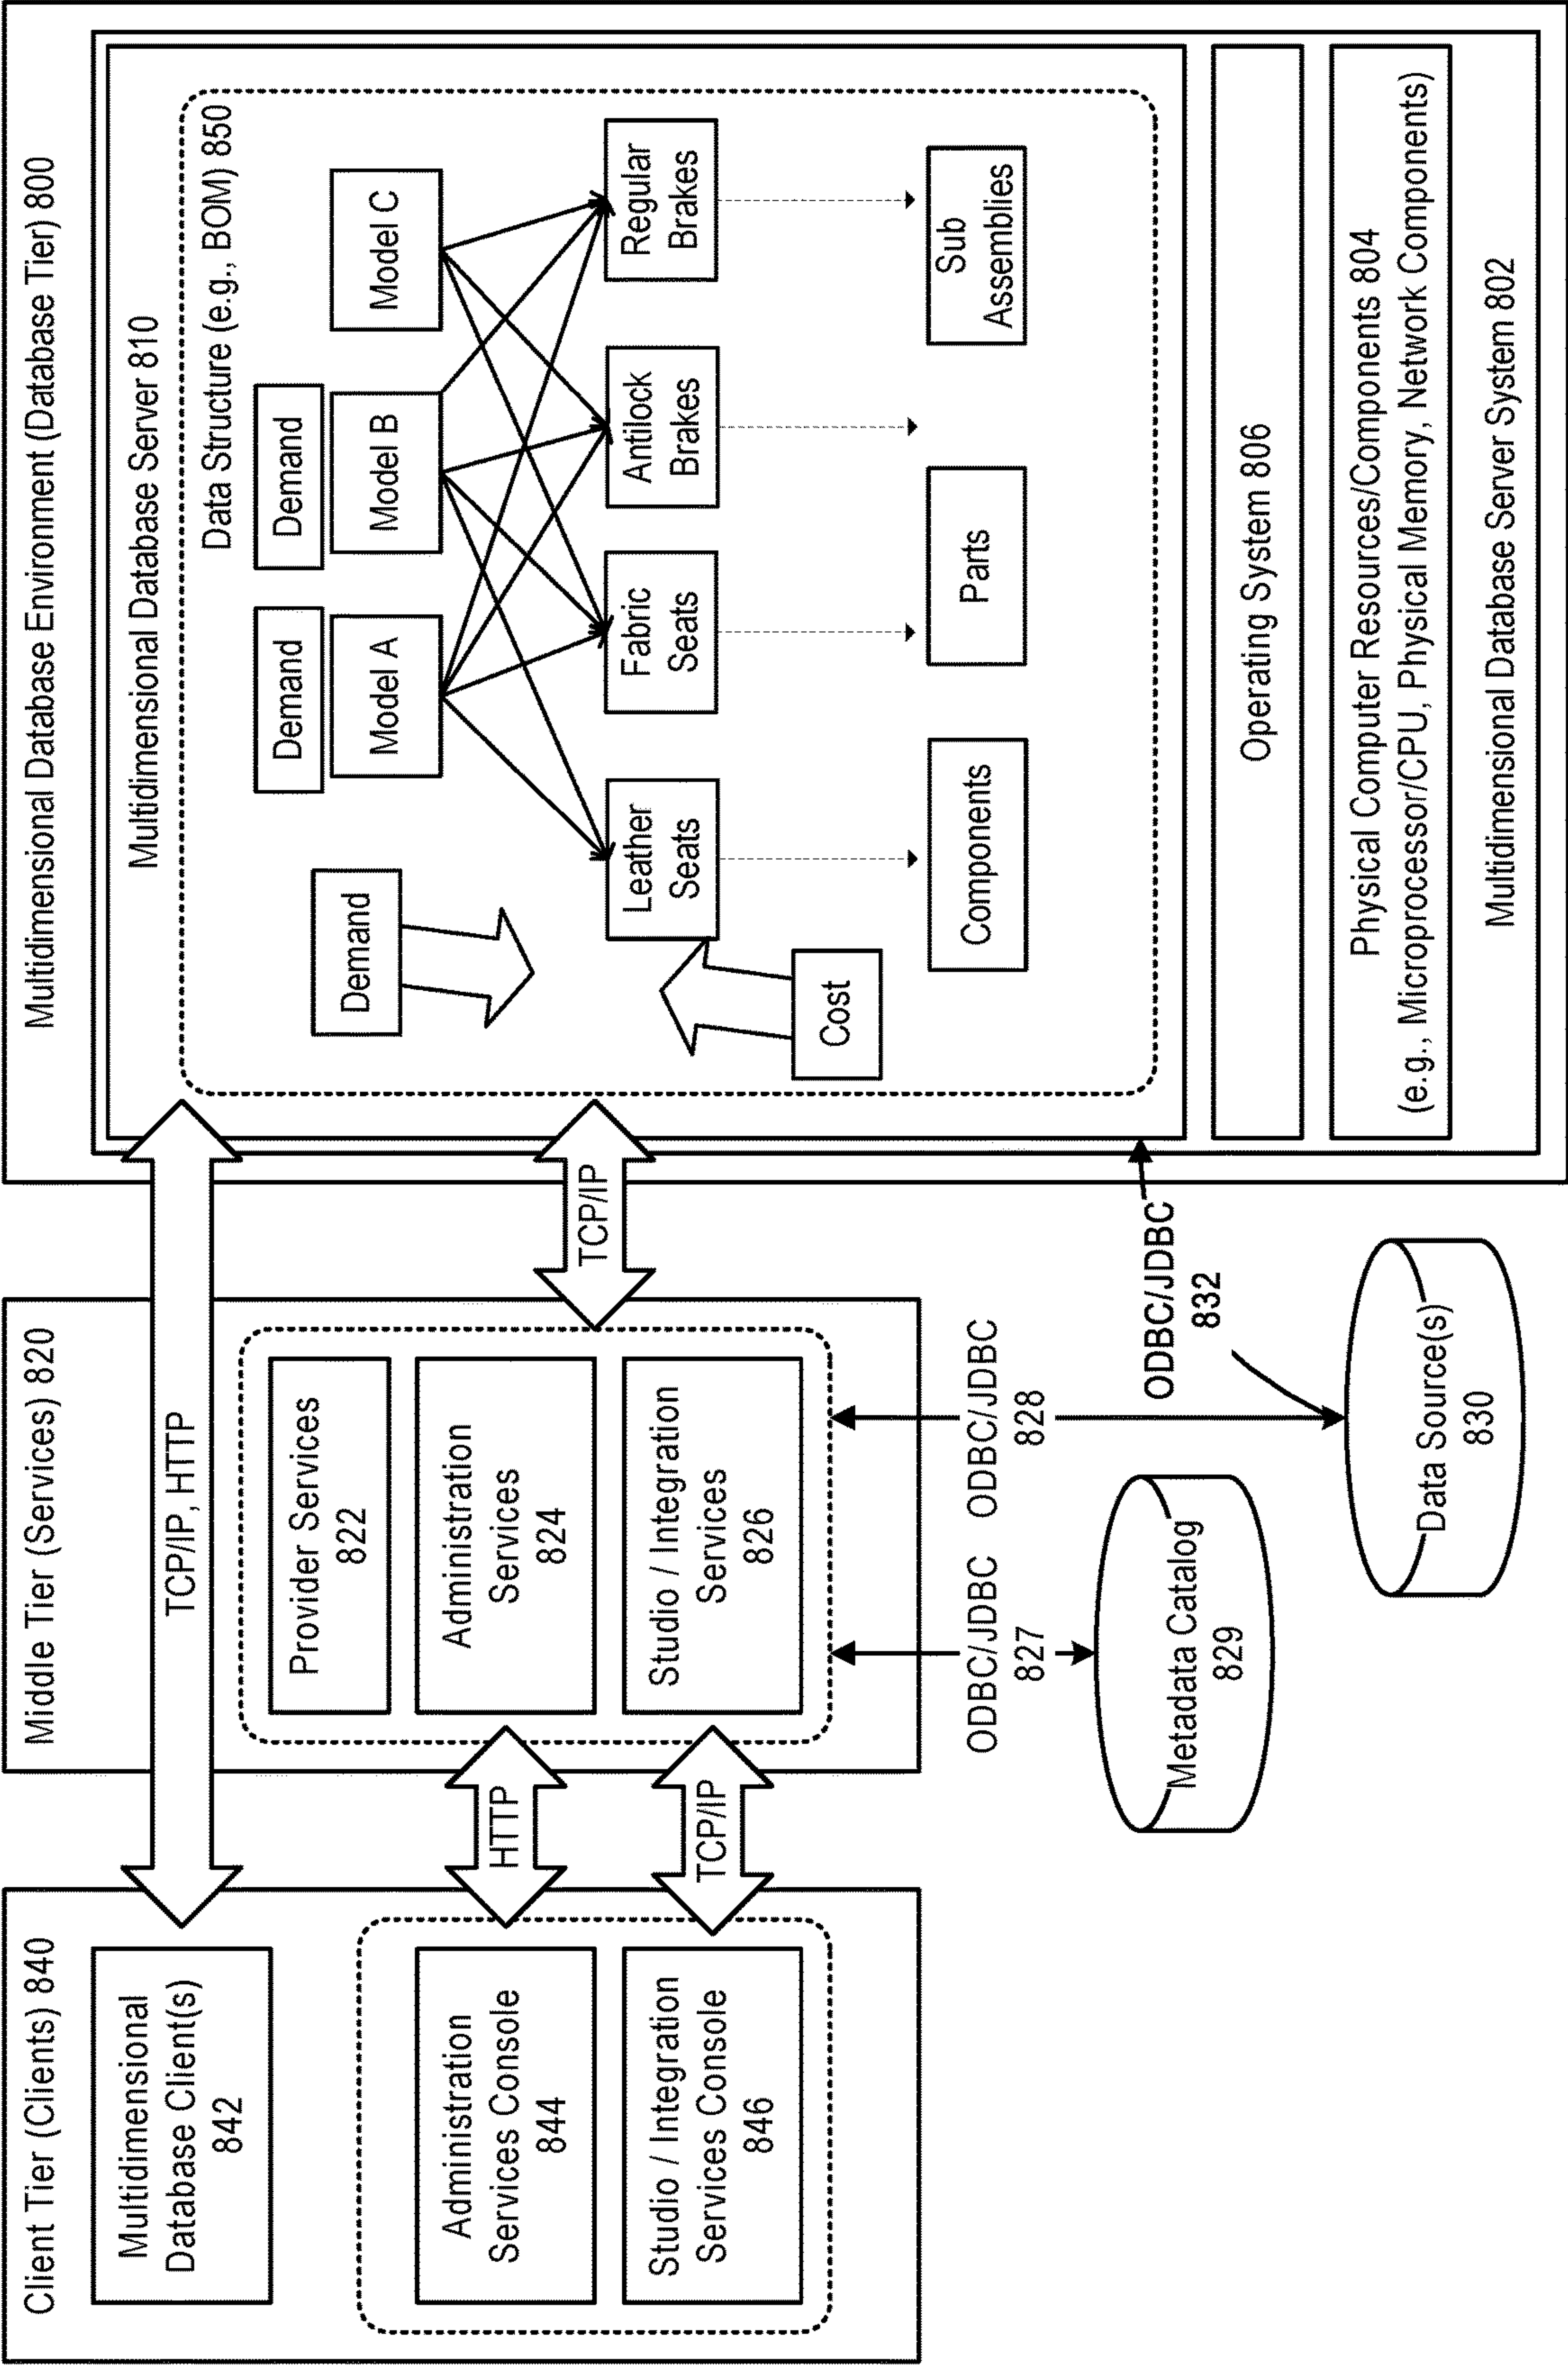 Client Tier (Clients) 840
Multidimensional
Database Client(s)
842
Administration
Services Console
844
Studio / Integration
Services Console
846
TCP/IP, HTTP
HTTP
TCP/IP
Middle Tier (Services) 820
Provider Services
822
Administration
Services
824
Studio / Integration
Services
826
TCP/IP
ODBC/JDBC
827
ODBC/JDBC
828
Metadata Catalog
829
ODBC/JDBC
832
Data Source(s)
830
Multidimensional Database Environment (Database Tier) 800
Multidimensional Database Server 810
Data Structure (e.g., BOM) 850
Demand
Demand
Demand
Model A
Model B
Model C
Cost
Leather
Seats
Fabric
Seats
Antilock
Brakes
Regular
Brakes
Components
Parts
Sub
Assemblies
Operating System 806
Physical Computer Resources/Components 804
(e.g., Microprocessor/CPU, Physical Memory, Network Components)
Multidimensional Database Server System 802